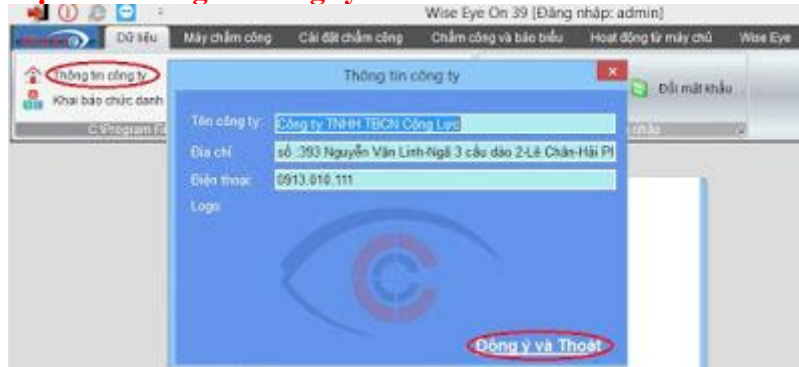 Wise Eye On 39 [Đăng nhập: admin]
Dữ liệu Máy chấm công Cài đặt chấm công Chấm công và báo biểu Hoạt động từ máy chủ Wise Eye
Thông tin công ty
Khai báo chức danh
Đổi mật khẩu
C:\Program Fil
Thông tin công ty
Tên công ty: Công ty TNHH TBCN Công Lực
Địa chỉ số .393 Nguyễn Văn Linh-Ngã 3 cầu dào 2-Lê Chân-Hải Ph
Điện thoại: 0913.010.111
Logo
Đồng ý và Thoát